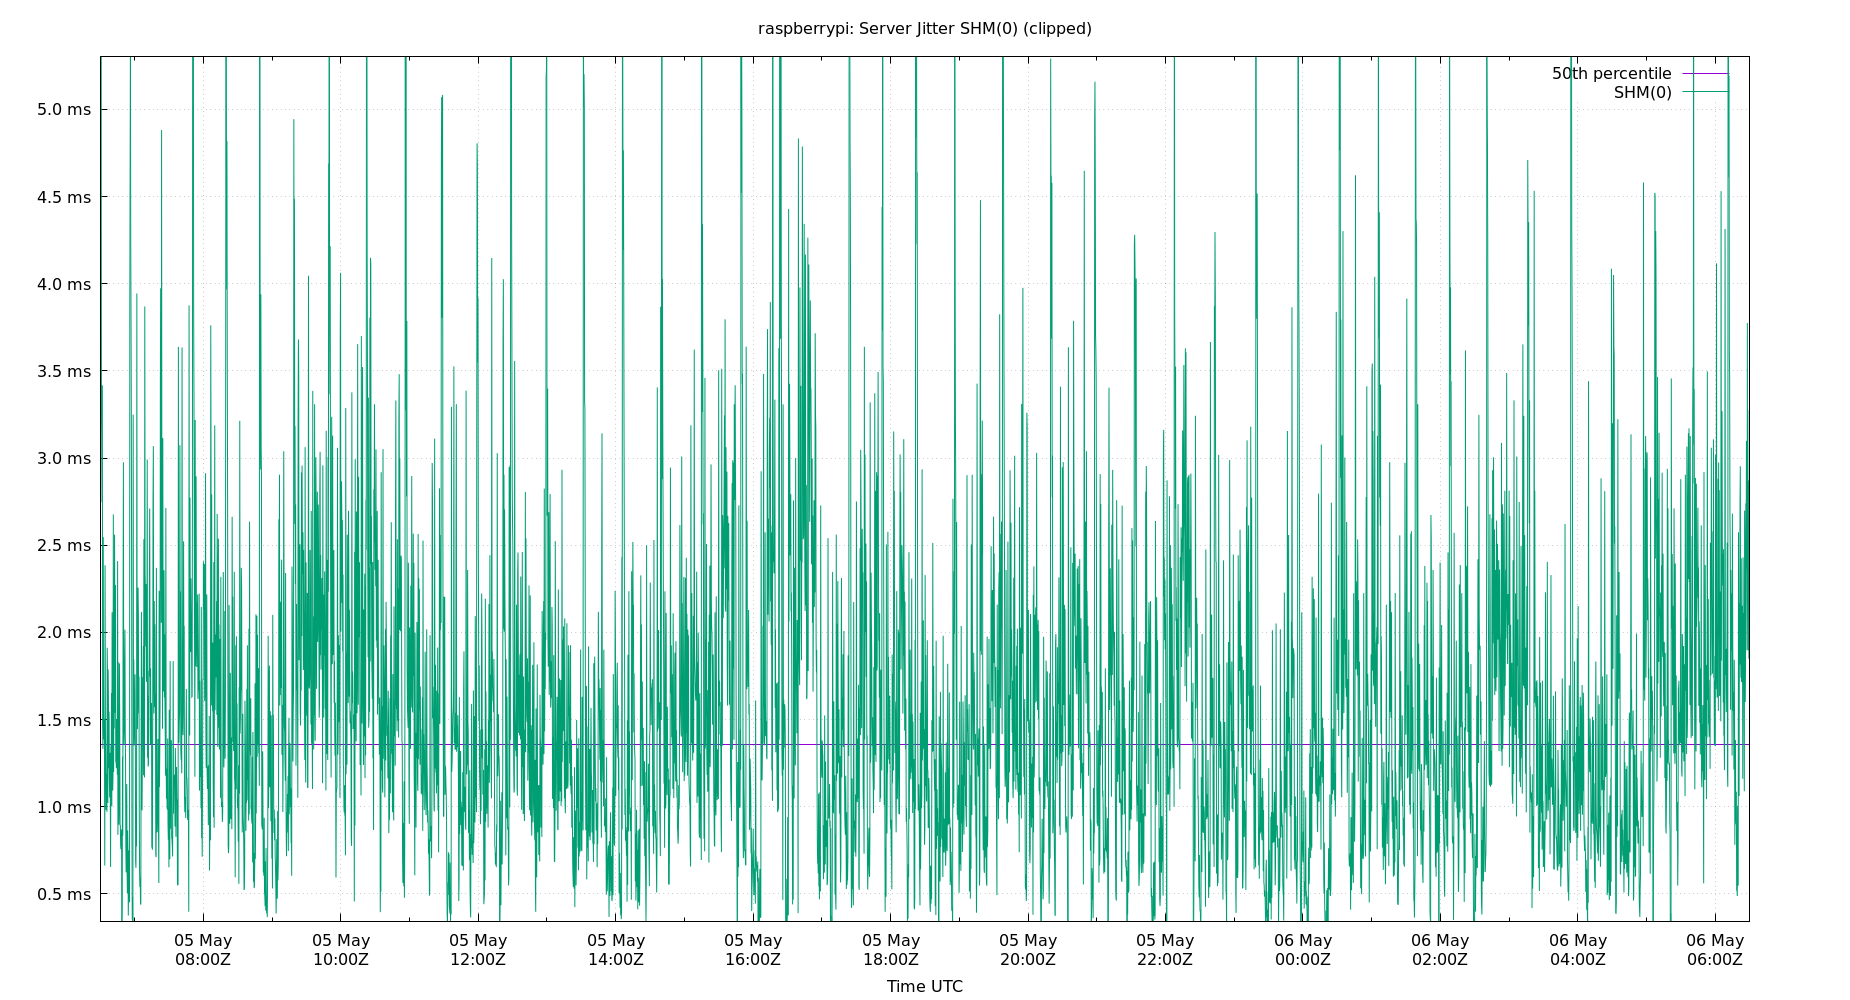 raspberrypi: Server Jitter SHM(0) (clipped)
50th percentile
SHM(0)
5.0 ms
4.5 ms
4.0 ms
3.5 ms
3.0 ms
2.5 ms
2.0 ms
1.5 ms
1.0 ms
0.5 ms
05 May 05 May 05 May 05 May 05 May 05 May 05 May 05 May 06 May 06 May 06 May 06 May
08:00Z 10:00Z 12:00Z 14:00Z 16:00Z 18:00Z 20:00Z 22:00Z 00:00Z 02:00Z 04:00Z 06:00Z
Time UTC